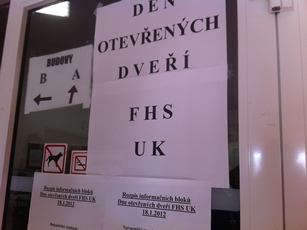 DEN
OTEVŘENÝCH
DVEŘÍ
FHS
UK
BUDOVY
B A
Rozpis informačních bloků
Dne otevřených dveří FHS UK
18.1.2012
Rozpis informačních bloků
Dne otevřených dveří FHS UK
18.1.2012